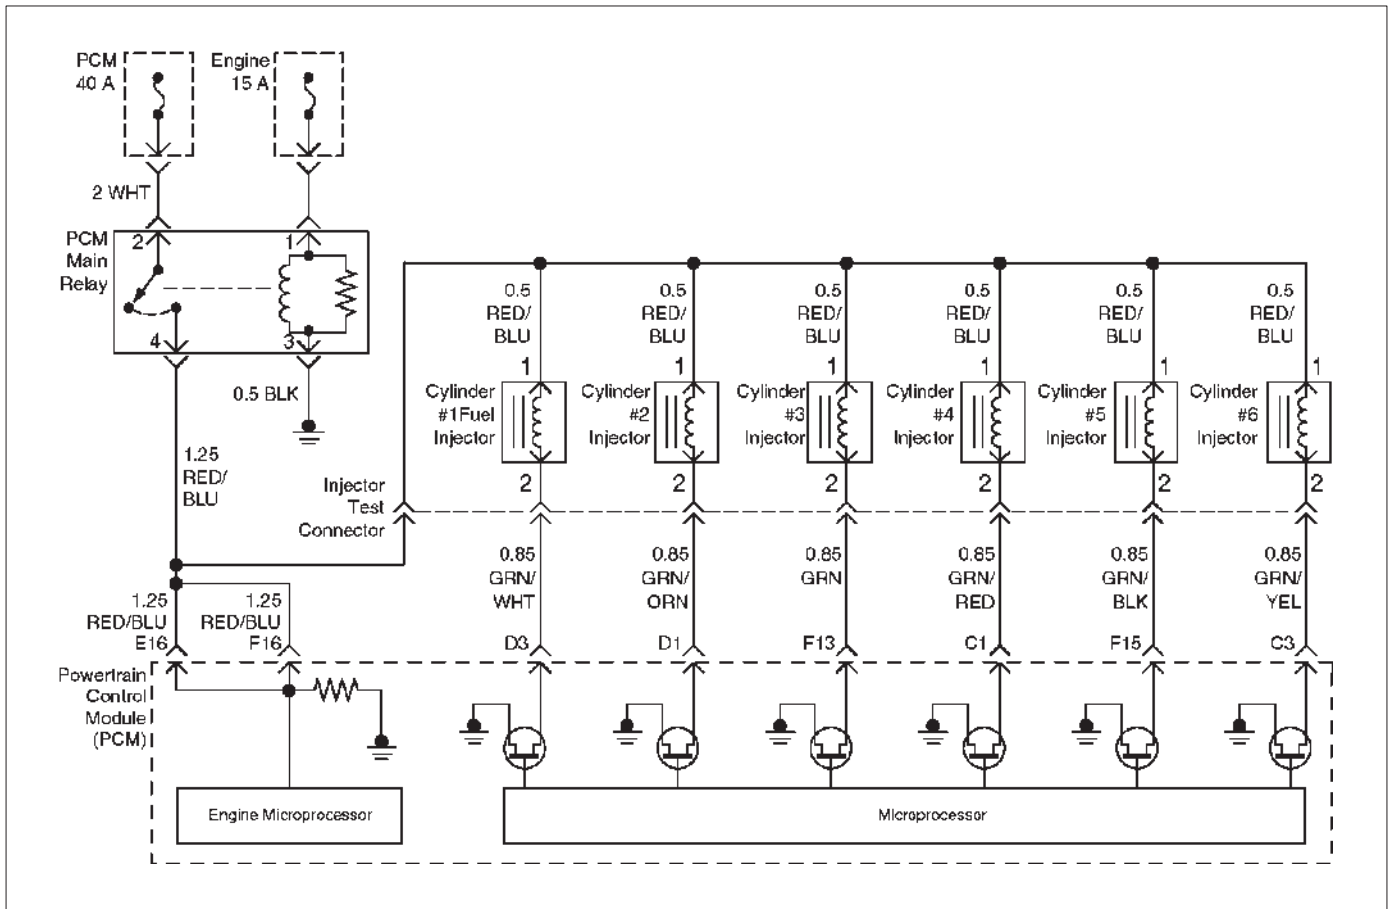 PCM
40 A
Engine
15 A
2 WHT
PCM
Main
Relay
2
1
4
3
0.5 BLK
1.25
RED/
BLU
Injector
Test
Connector
0.5
RED/
BLU
0.5
RED/
BLU
0.5
RED/
BLU
0.5
RED/
BLU
0.5
RED/
BLU
0.5
RED/
BLU
1
1
1
1
1
1
Cylinder
#1Fuel
Injector
Cylinder
#2
Injector
Cylinder
#3
Injector
Cylinder
#4
Injector
Cylinder
#5
Injector
Cylinder
#6
Injector
2
2
2
2
2
2
0.85
GRN/
WHT
0.85
GRN/
ORN
0.85
GRN
0.85
GRN/
RED
0.85
GRN/
BLK
0.85
GRN/
YEL
1.25
RED/BLU
E16
1.25
RED/BLU
F16
D3
D1
F13
C1
F15
C3
Powertrain
Control
Module
(PCM)
Engine Microprocessor
Microprocessor